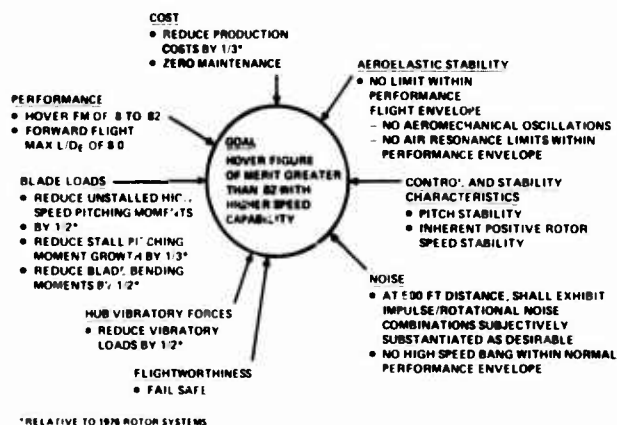 COST
• REDUCE PRODUCTION
COSTS BY 1/3*
• ZERO MAINTENANCE
PERFORMANCE
• HOVER FM OF .8 TO .82
• FORWARD FLIGHT
MAX L/DE OF 8.0
BLADE LOADS
• REDUCE UNSTALLED HIGH
SPEED PITCHING MOMENTS
• BY 1/2*
• REDUCE STALL PITCHING
MOMENT GROWTH BY 1/3*
• REDUCE BLADE BENDING
MOMENTS BY 1/2*
HUB VIBRATORY FORCES
• REDUCE VIBRATORY
LOADS BY 1/2*
FLIGHTWORTHINESS
• FAIL SAFE
GOAL
HOVER FIGURE
OF MERIT GREATER
THAN .82 WITH
HIGHER SPEED
CAPABILITY
AEROELASTIC STABILITY
• NO LIMIT WITHIN
PERFORMANCE
FLIGHT ENVELOPE
– NO AEROMECHANICAL OSCILLATIONS
– NO AIR RESONANCE LIMITS WITHIN
PERFORMANCE ENVELOPE
CONTROL AND STABILITY
CHARACTERISTICS
• PITCH STABILITY
• INHERENT POSITIVE ROTOR
SPEED STABILITY
NOISE
• AT 500 FT DISTANCE, SHALL EXHIBIT
IMPULSE/ROTATIONAL NOISE
COMBINATIONS SUBJECTIVELY
SUBSTANTIATED AS DESIRABLE
• NO HIGH SPEED BANG WITHIN NORMAL
PERFORMANCE ENVELOPE
*RELATIVE TO 1976 ROTOR SYSTEMS